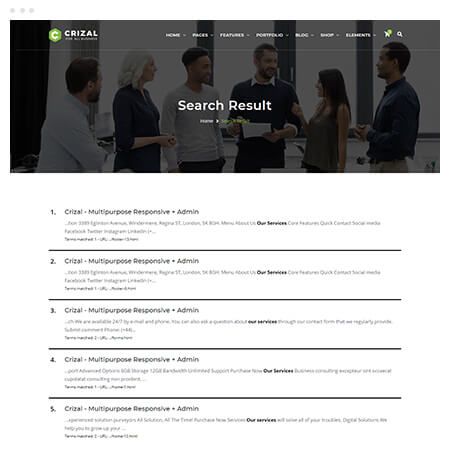 CRIZAL
FOR ALL BUSINESS
HOME PAGES FEATURES PORTFOLIO BLOG SHOP ELEMENTS
Search Result
Home > Search Result
1. Crizal - Multipurpose Responsive + Admin
...tion 3389 Eglinton Avenue, Windermere, Regina ST, London, SK 8GH. Menu About Us Our Services Core Features Quick Contact Social media
Facebook Twitter Instagram LinkedIn (+...
Terms matched: 1 - URL: .../footer-10.html
2. Crizal - Multipurpose Responsive + Admin
...tion 3389 Eglinton Avenue, Windermere, Regina ST, London, SK 8GH. Menu About Us Our Services Core Features Quick Contact Social media
Facebook Twitter Instagram LinkedIn (+...
Terms matched: 1 - URL: .../footer-6.html
3. Crizal - Multipurpose Responsive + Admin
...ch We are available 24/7 by e-mail and phone. You can also ask a question about our services through our contact form that we regularly provide.
Submit comment Phone: (+44)...
Terms matched: 2 - URL: .../forms.html
4. Crizal - Multipurpose Responsive + Admin
...port Advanced Options 8GB Storage 12GB Bandwidth Unlimited Support Purchase Now Our Services Business consulting excepteur sint occaecat
cupidatat consulting non proident. ...
Terms matched: 1 - URL:
5. Crizal - Multipurpose Responsive + Admin
...xperienced solution purveyors All Solution, All The Time! Purchase Now Services Our services will solve all of your troubles. Digital Solutions We
help you to grow up your ...
Terms matched: 2 - URL: .../home-12.html